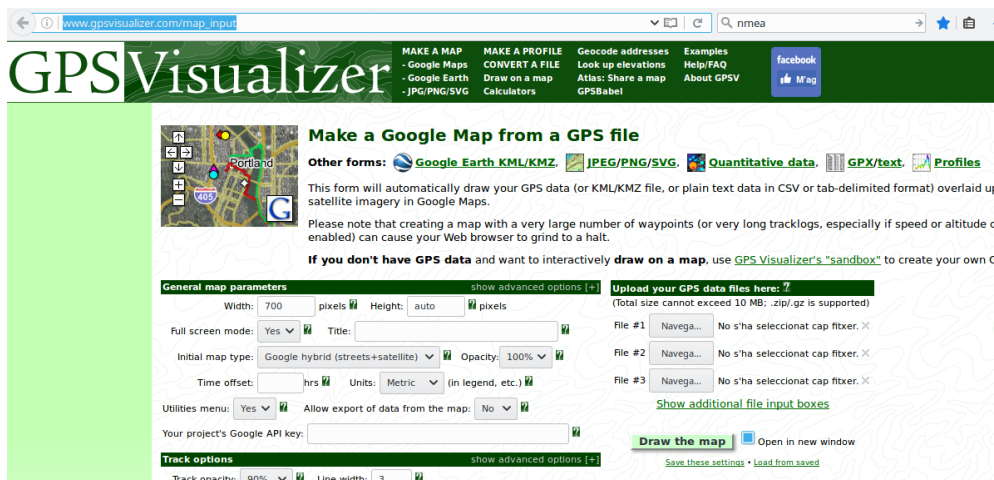 www.gpsvisualizer.com/map_input
nmea
GPSVisualizer
MAKE A MAP
- Google Maps
- Google Earth
- JPG/PNG/SVG
MAKE A PROFILE
CONVERT A FILE
Draw on a map
Calculators
Geocode addresses
Look up elevations
Atlas: Share a map
GPSBabel
Examples
Help/FAQ
About GPSV
facebook
M'ag
Portland
405
G
Make a Google Map from a GPS file
Other forms: Google Earth KML/KMZ, JPEG/PNG/SVG, Quantitative data, GPX/text, Profiles
This form will automatically draw your GPS data (or KML/KMZ file, or plain text data in CSV or tab-delimited format) overlaid
satellite imagery in Google Maps.
Please note that creating a map with a very large number of waypoints (or very long tracklogs, especially if speed or altitude
enabled) can cause your Web browser to grind to a halt.
If you don't have GPS data and want to interactively draw on a map, use GPS Visualizer's "sandbox" to create your own
General map parameters show advanced options [+]
Width: 700 pixels ? Height: auto ? pixels
Full screen mode: Yes ? Title: ?
Initial map type: Google hybrid (streets+satellite) ? Opacity: 100% ?
Time offset: hrs ? Units: Metric (in legend, etc.) ?
Utilities menu: Yes ? Allow export of data from the map: No ?
Your project's Google API key: ?
Track options show advanced options [+]
Track opacity: 90% ? Line width: 3 ?
Upload your GPS data files here: ?
(Total size cannot exceed 10 MB; .zip/.gz is supported)
File #1 Navega... No s'ha seleccionat cap fitxer.
File #2 Navega... No s'ha seleccionat cap fitxer.
File #3 Navega... No s'ha seleccionat cap fitxer.
Show additional file input boxes
Draw the map Open in new window
Save these settings • Load from saved